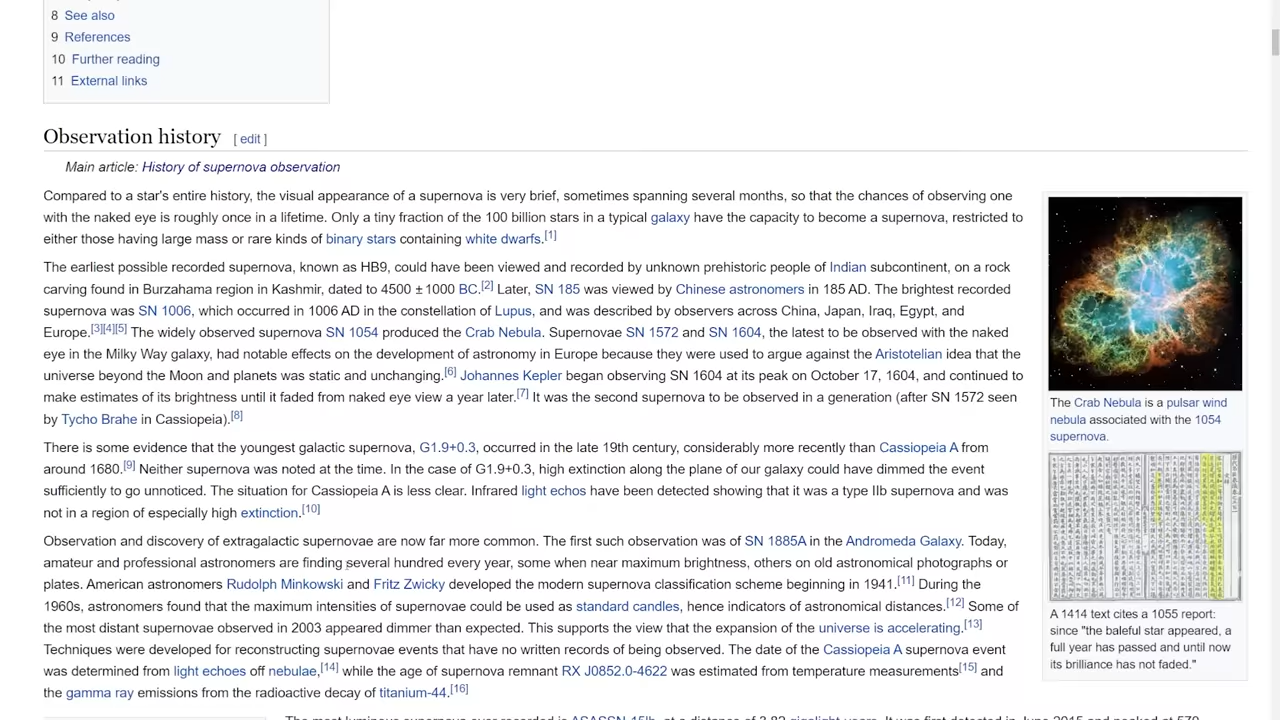 8 See also
9 References
10 Further reading
11 External links
Observation history [ edit ]
Main article: History of supernova observation
Compared to a star's entire history, the visual appearance of a supernova is very brief, sometimes spanning several months, so that the chances of observing one
with the naked eye is roughly once in a lifetime. Only a tiny fraction of the 100 billion stars in a typical galaxy have the capacity to become a supernova, restricted to
either those having large mass or rare kinds of binary stars containing white dwarfs.[1]
The earliest possible recorded supernova, known as HB9, could have been viewed and recorded by unknown prehistoric people of Indian subcontinent, on a rock
carving found in Burzahama region in Kashmir, dated to 4500 ± 1000 BC.[2] Later, SN 185 was viewed by Chinese astronomers in 185 AD. The brightest recorded
supernova was SN 1006, which occurred in 1006 AD in the constellation of Lupus, and was described by observers across China, Japan, Iraq, Egypt, and
Europe.[3][4][5] The widely observed supernova SN 1054 produced the Crab Nebula. Supernovae SN 1572 and SN 1604, the latest to be observed with the naked
eye in the Milky Way galaxy, had notable effects on the development of astronomy in Europe because they were used to argue against the Aristotelian idea that the
universe beyond the Moon and planets was static and unchanging.[6] Johannes Kepler began observing SN 1604 at its peak on October 17, 1604, and continued to
make estimates of its brightness until it faded from naked eye view a year later.[7] It was the second supernova to be observed in a generation (after SN 1572 seen
by Tycho Brahe in Cassiopeia).[8]
There is some evidence that the youngest galactic supernova, G1.9+0.3, occurred in the late 19th century, considerably more recently than Cassiopeia A from
around 1680.[9] Neither supernova was noted at the time. In the case of G1.9+0.3, high extinction along the plane of our galaxy could have dimmed the event
sufficiently to go unnoticed. The situation for Cassiopeia A is less clear. Infrared light echos have been detected showing that it was a type IIb supernova and was
not in a region of especially high extinction.[10]
Observation and discovery of extragalactic supernovae are now far more common. The first such observation was of SN 1885A in the Andromeda Galaxy. Today,
amateur and professional astronomers are finding several hundred every year, some when near maximum brightness, others on old astronomical photographs or
plates. American astronomers Rudolph Minkowski and Fritz Zwicky developed the modern supernova classification scheme beginning in 1941.[11] During the
1960s, astronomers found that the maximum intensities of supernovae could be used as standard candles, hence indicators of astronomical distances.[12] Some of
the most distant supernovae observed in 2003 appeared dimmer than expected. This supports the view that the expansion of the universe is accelerating.[13]
Techniques were developed for reconstructing supernovae events that have no written records of being observed. The date of the Cassiopeia A supernova event
was determined from light echoes off nebulae,[14] while the age of supernova remnant RX J0852.0-4622 was estimated from temperature measurements[15] and
the gamma ray emissions from the radioactive decay of titanium-44.[16]
The most luminous supernova ever recorded is ASASSN-15lh, at a distance of 3.82 gigalight-years. It was first detected in June 2015 and peaked at 570
The Crab Nebula is a pulsar wind
nebula associated with the 1054
supernova.
A 1414 text cites a 1055 report:
since "the baleful star appeared, a
full year has passed and until now
its brilliance has not faded."